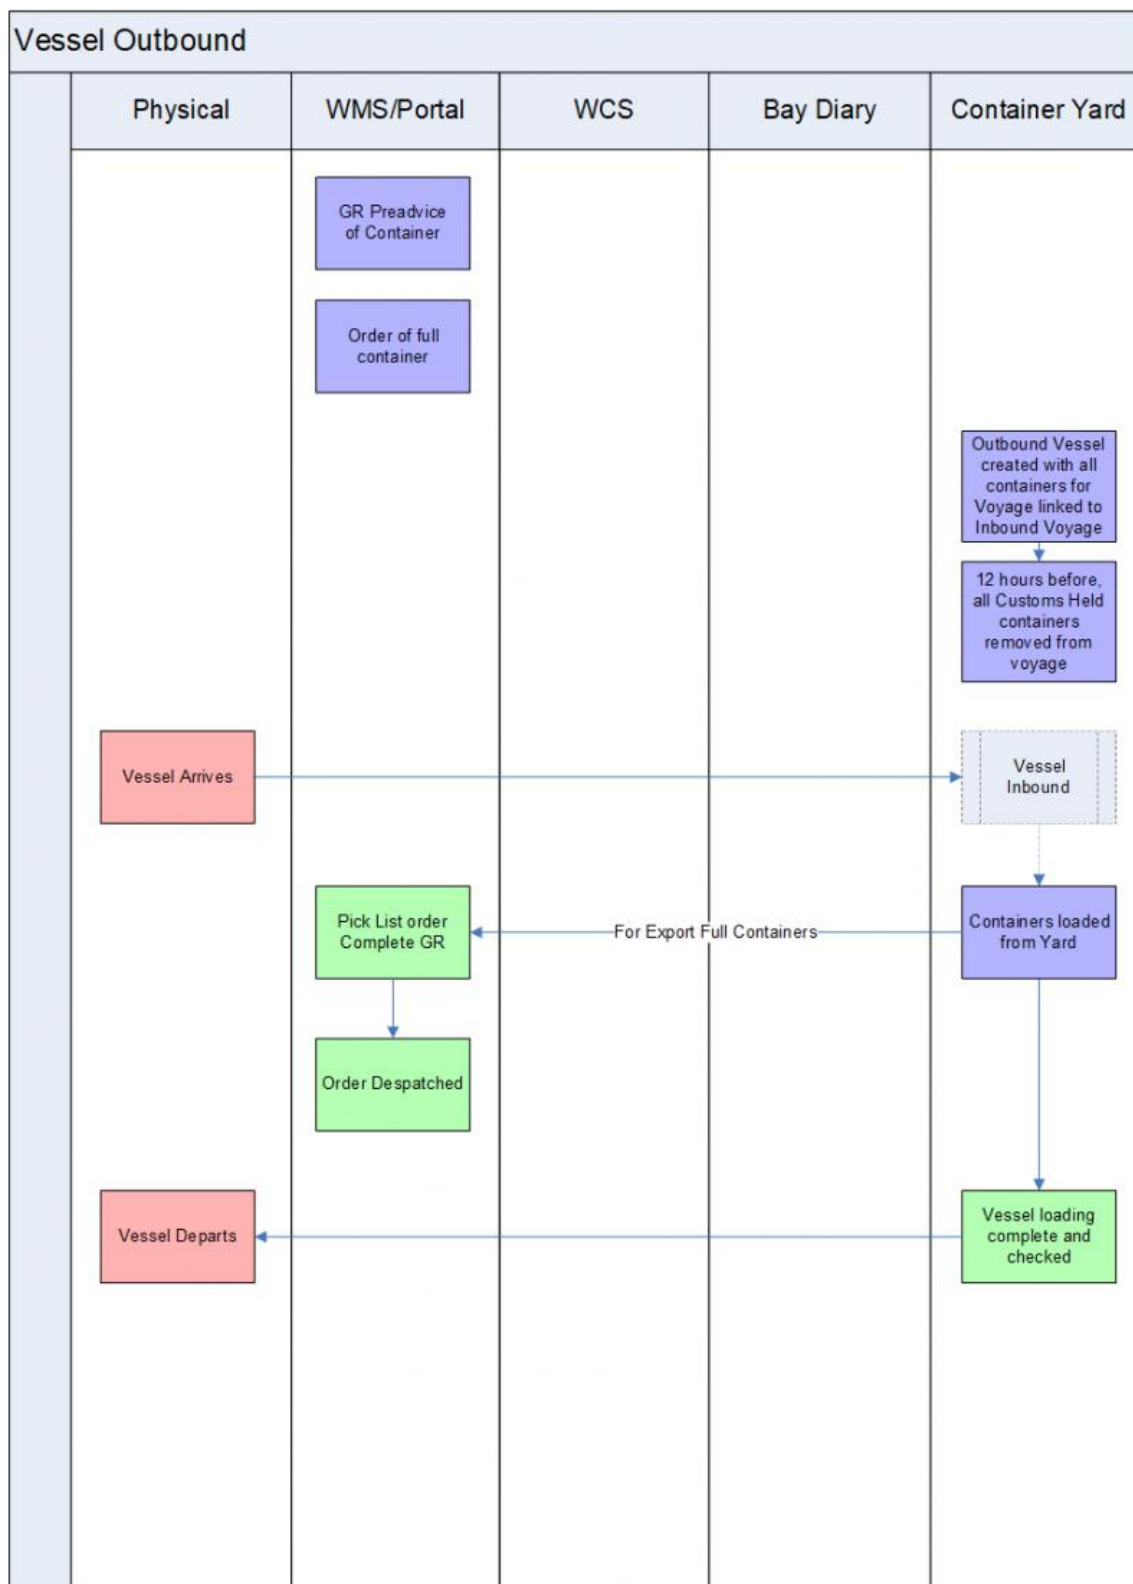 Vessel Outbound
Physical
WMS/Portal
WCS
Bay Diary
Container Yard
GR Preadvice
of Container
Order of full
container
Outbound Vessel
created with all
containers for
Voyage linked to
Inbound Voyage
12 hours before,
all Customs Held
containers
removed from
voyage
Vessel Arrives
Vessel
Inbound
Pick List order
Complete GR
For Export Full Containers
Containers loaded
from Yard
Order Despatched
Vessel Departs
Vessel loading
complete and
checked